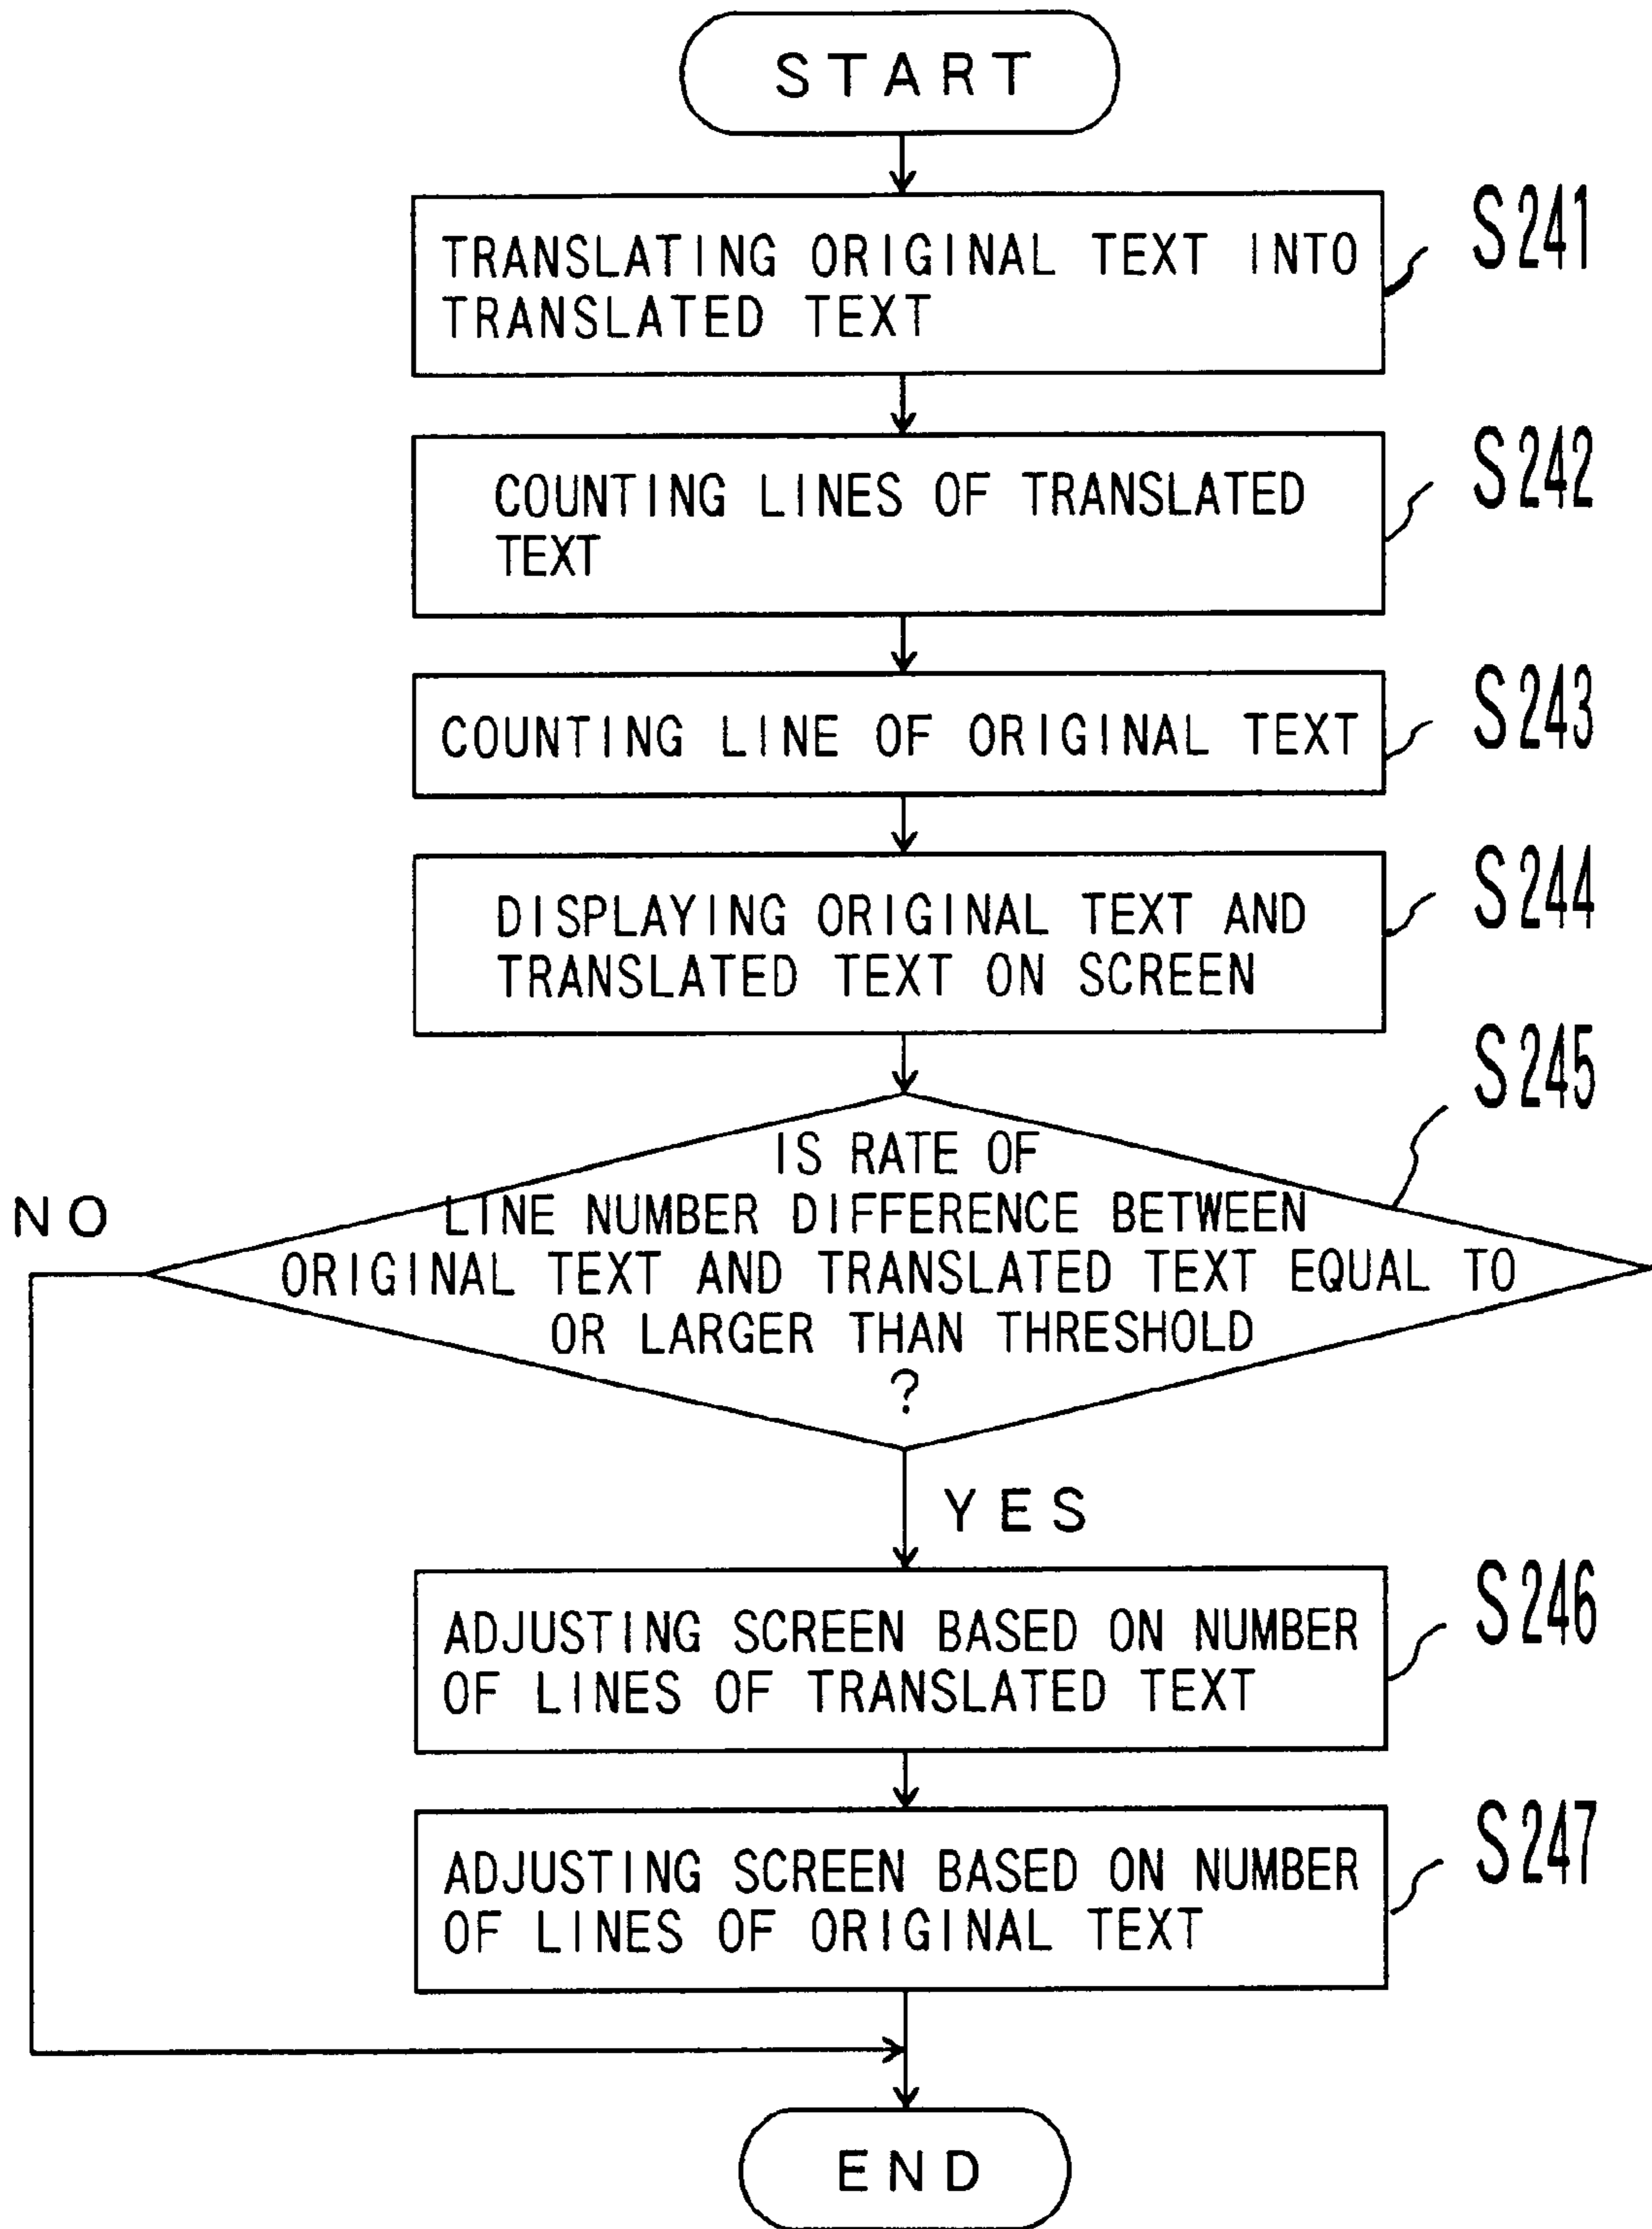 START
TRANSLATING ORIGINAL TEXT INTO
TRANSLATED TEXT
S241
COUNTING LINES OF TRANSLATED
TEXT
S242
COUNTING LINE OF ORIGINAL TEXT
S243
DISPLAYING ORIGINAL TEXT AND
TRANSLATED TEXT ON SCREEN
S244
S245
IS RATE OF
LINE NUMBER DIFFERENCE BETWEEN
ORIGINAL TEXT AND TRANSLATED TEXT EQUAL TO
OR LARGER THAN THRESHOLD
?
NO
YES
ADJUSTING SCREEN BASED ON NUMBER
OF LINES OF TRANSLATED TEXT
S246
ADJUSTING SCREEN BASED ON NUMBER
OF LINES OF ORIGINAL TEXT
S247
END